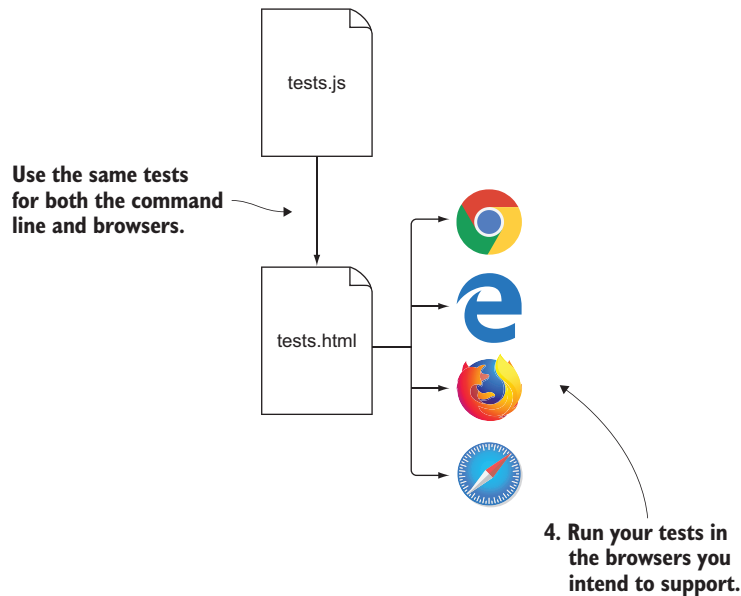 tests.js
Use the same tests
for both the command
line and browsers.
tests.html
4. Run your tests in
the browsers you
intend to support.